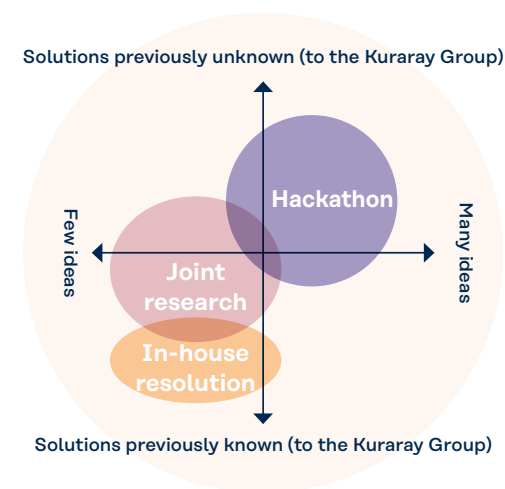 Solutions previously unknown (to the Kuraray Group)
Hackathon
Few ideas
Many ideas
Joint
research
In-house
resolution
Solutions previously known (to the Kuraray Group)